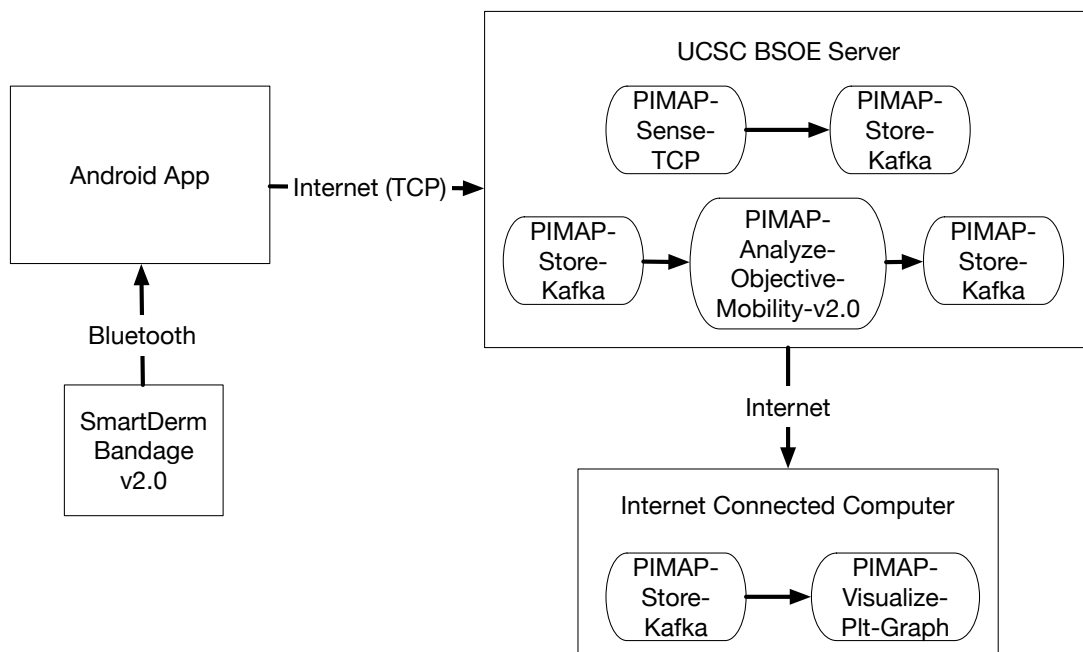 UCSC BSOE Server
PIMAP-
Sense-
TCP
PIMAP-
Store-
Kafka
Android App
Internet (TCP)
PIMAP-
Store-
Kafka
PIMAP-
Analyze-
Objective-
Mobility-v2.0
PIMAP-
Store-
Kafka
Bluetooth
SmartDerm
Bandage
v2.0
Internet
Internet Connected Computer
PIMAP-
Store-
Kafka
PIMAP-
Visualize-
Plt-Graph